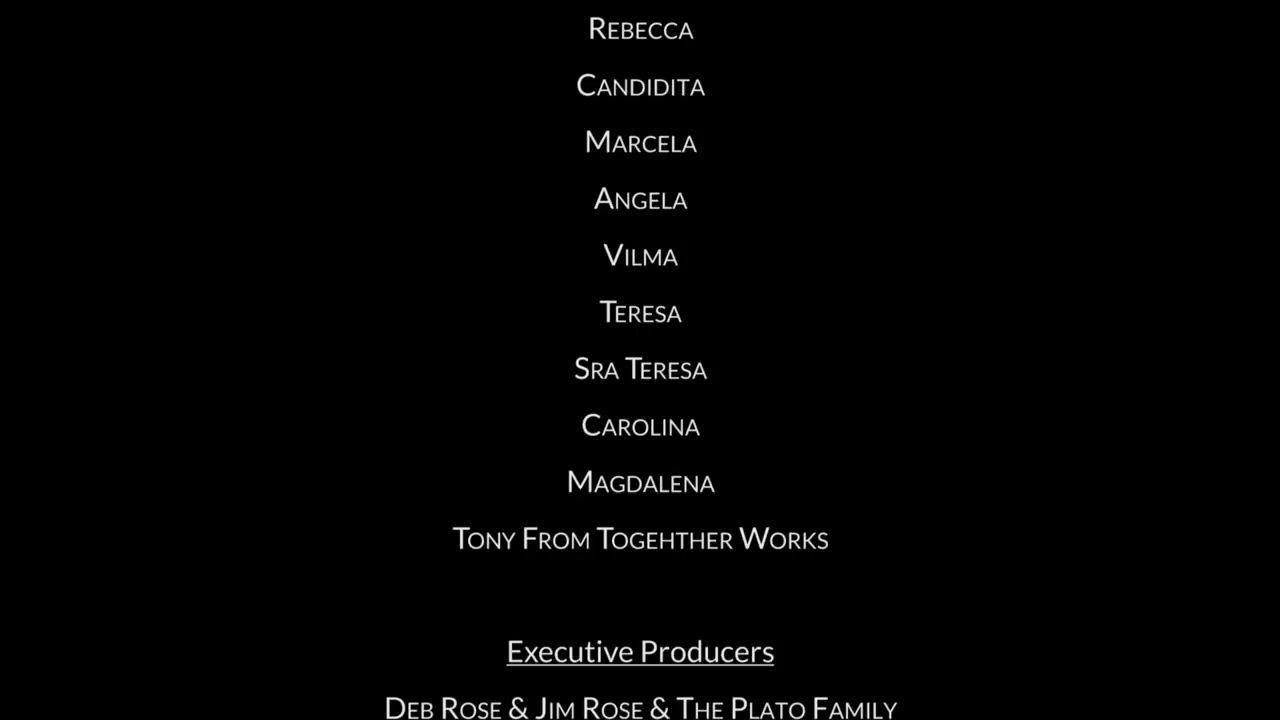 Rebecca
Candidita
Marcela
Angela
Vilma
Teresa
Sra Teresa
Carolina
Magdalena
Tony From Togehther Works
Executive Producers
Deb Rose & Jim Rose & The Plato Family